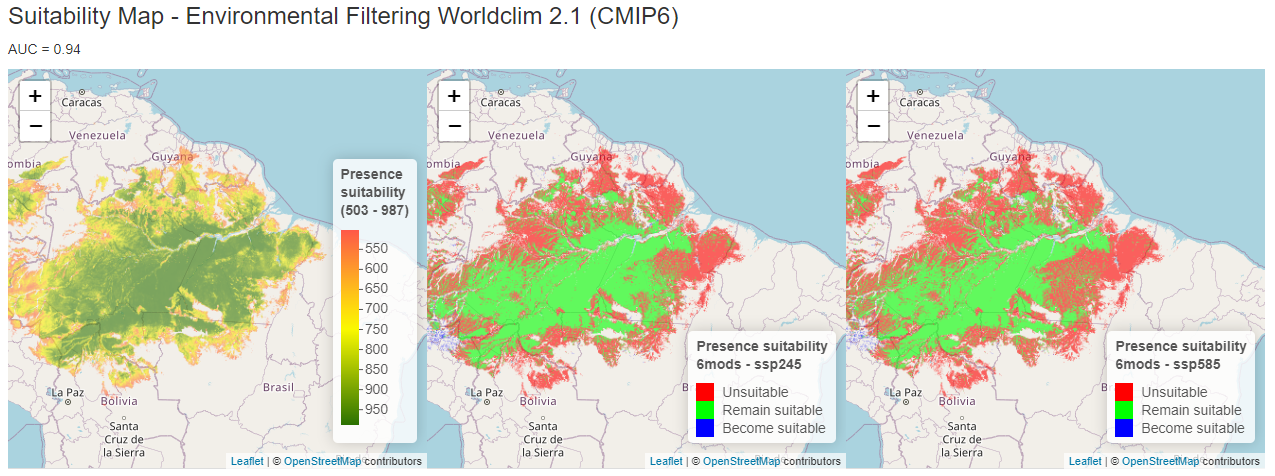 Suitability Map - Environmental Filtering Worldclim 2.1 (CMIP6)
AUC = 0.94
+
−
Caracas
Venezuela
ombia
Guyana
La Paz
Bolivia
Santa
Cruz de
la Sierra
Brasil
Presence
suitability
(503 - 987)
550
600
650
700
750
800
850
900
950
Leaflet | © OpenStreetMap contributors
+
−
Caracas
Venezuela
ombia
Guyana
La Paz
Bolivia
Santa
Cruz de
la Sierra
B
Presence suitability
6mods - ssp245
Unsuitable
Remain suitable
Become suitable
Leaflet | © OpenStreetMap contributors
+
−
Caracas
Venezuela
ombia
Guyana
La Paz
Bolivia
Santa
Cruz de
la Sierra
B
Presence suitability
6mods - ssp585
Unsuitable
Remain suitable
Become suitable
Leaflet | © OpenStreetMap contributors